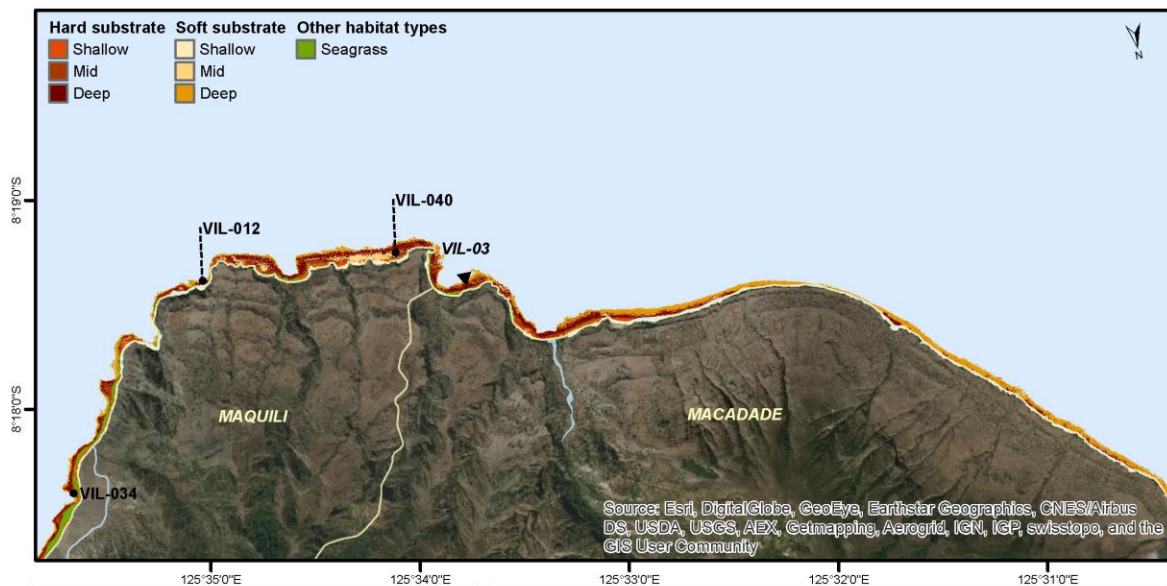 Hard substrate
Shallow
Mid
Deep
Soft substrate
Shallow
Mid
Deep
Other habitat types
Seagrass
N
8°19'0"S
8°18'0"S
VIL-040
VIL-012
VIL-03
MAQUILI
MACADADE
VIL-034
Source: Esri, DigitalGlobe, GeoEye, Earthstar Geographics, CNES/Airbus
DS, USDA, USGS, AEX, Getmapping, Aerogrid, IGN, IGP, swisstopo, and the
GIS User Community
125°35'0"E
125°34'0"E
125°33'0"E
125°32'0"E
125°31'0"E